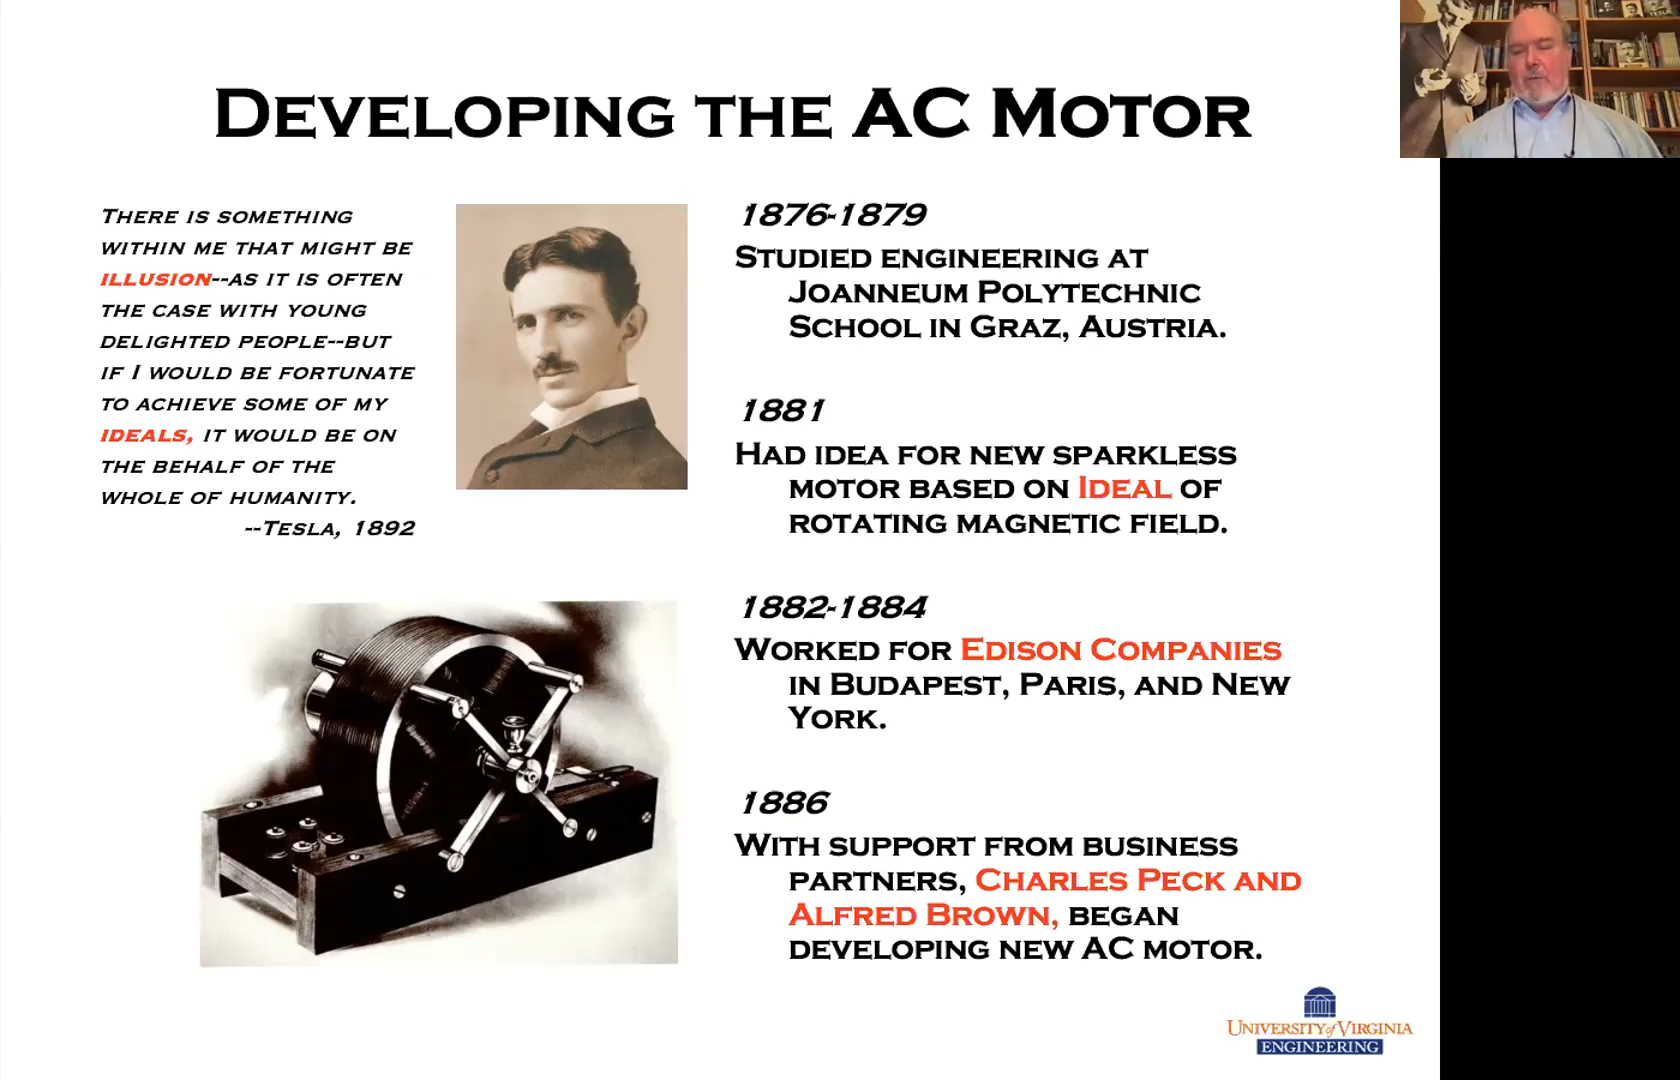 DEVELOPING THE AC MOTOR
THERE IS SOMETHING
WITHIN ME THAT MIGHT BE
ILLUSION--AS IT IS OFTEN
THE CASE WITH YOUNG
DELIGHTED PEOPLE--BUT
IF I WOULD BE FORTUNATE
TO ACHIEVE SOME OF MY
IDEALS, IT WOULD BE ON
THE BEHALF OF THE
WHOLE OF HUMANITY.
--TESLA, 1892
1876-1879
STUDIED ENGINEERING AT
JOANNEUM POLYTECHNIC
SCHOOL IN GRAZ, AUSTRIA.
1881
HAD IDEA FOR NEW SPARKLESS
MOTOR BASED ON IDEAL OF
ROTATING MAGNETIC FIELD.
1882-1884
WORKED FOR EDISON COMPANIES
IN BUDAPEST, PARIS, AND NEW
YORK.
1886
WITH SUPPORT FROM BUSINESS
PARTNERS, CHARLES PECK AND
ALFRED BROWN, BEGAN
DEVELOPING NEW AC MOTOR.
UNIVERSITY of VIRGINIA
ENGINEERING